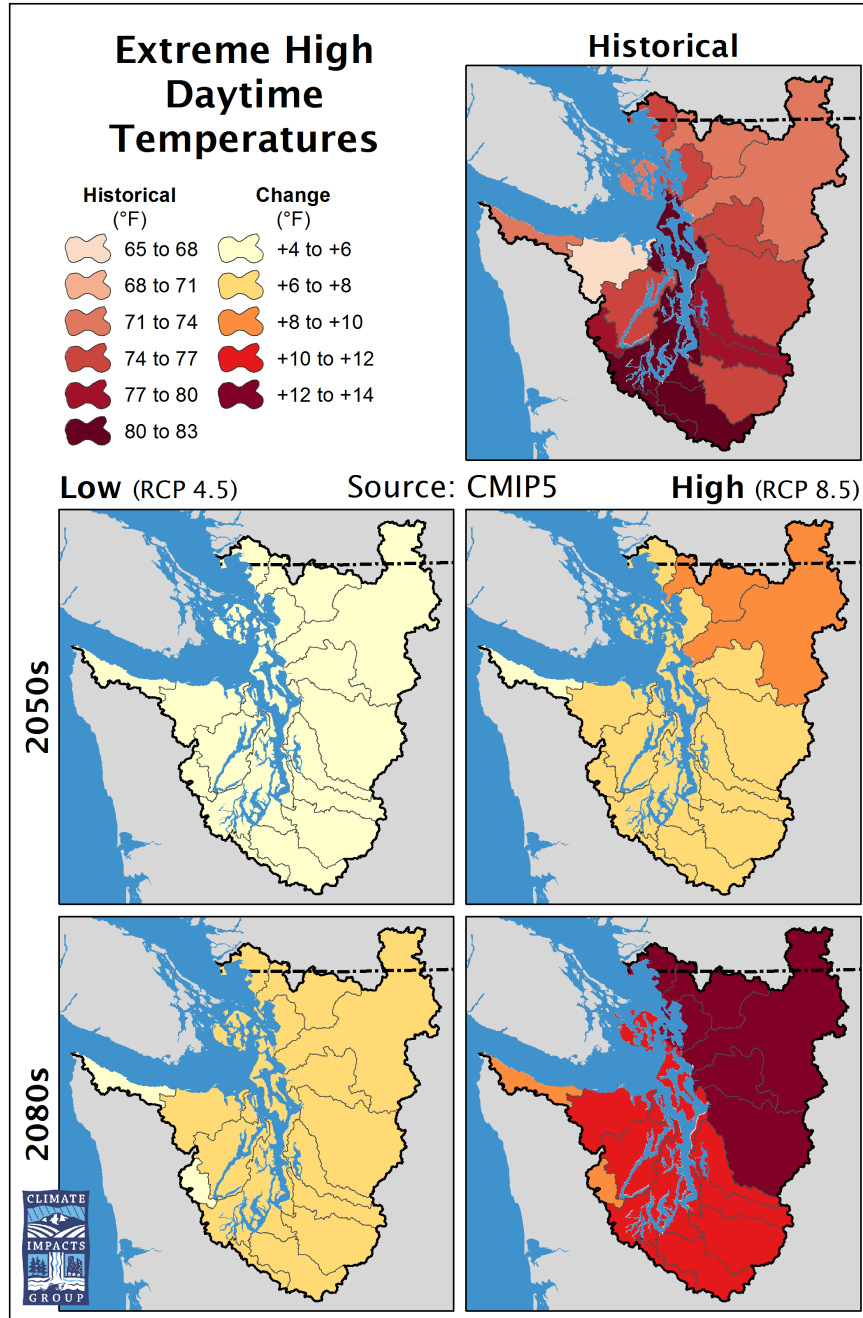 Extreme High
Daytime
Temperatures
Historical
Historical
(°F)
65 to 68
68 to 71
71 to 74
74 to 77
77 to 80
80 to 83
Change
(°F)
+4 to +6
+6 to +8
+8 to +10
+10 to +12
+12 to +14
Low (RCP 4.5)
Source: CMIP5
High (RCP 8.5)
2050s
2080s
CLIMATE
IMPACTS
GROUP